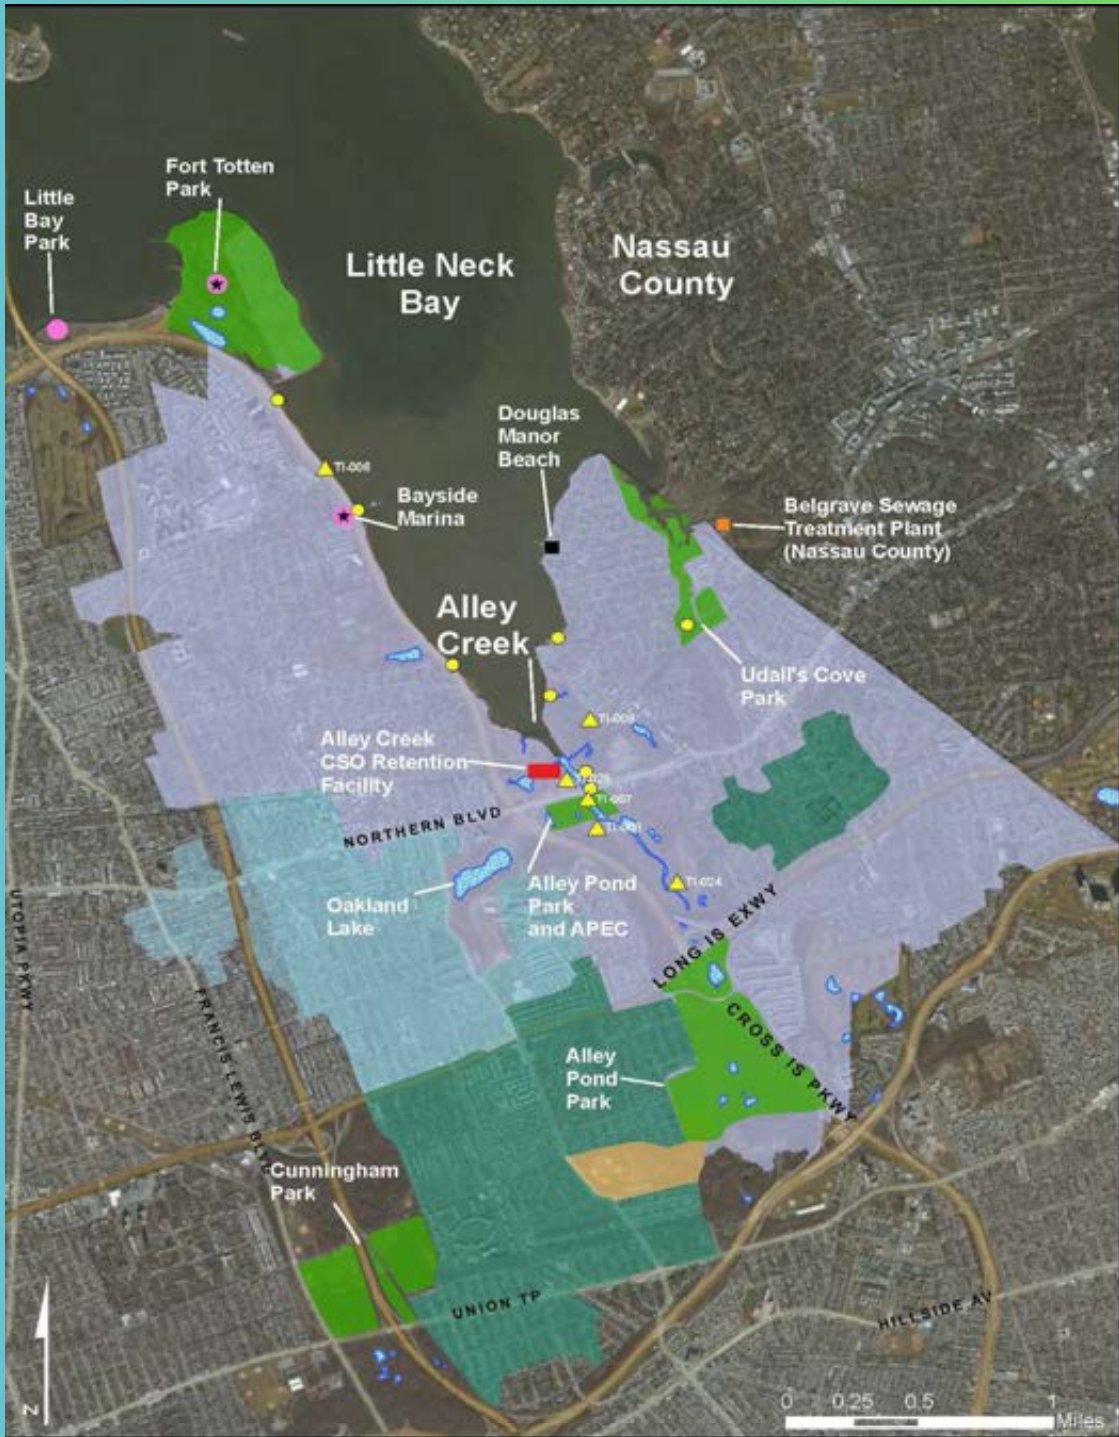 Fort Totten
Park
Little
Bay
Park
Little Neck
Bay
Nassau
County
Douglas
Manor
Beach
TI-006
Bayside
Marina
Belgrave Sewage
Treatment Plant
(Nassau County)
Alley
Creek
Udall's Cove
Park
TI-009
Alley Creek
CSO Retention
Facility
TI-025
TI-007
NORTHERN BLVD
TI-024
Oakland
Lake
Alley Pond
Park
and APEC
UTOPIA PKWY
LONG IS EXWY
FRANCIS LEWIS BLVD
CROSS IS PKWY
Alley
Pond
Park
Cunningham
Park
UNION TP
HILLSIDE AV
N
0 0.25 0.5 1
Miles